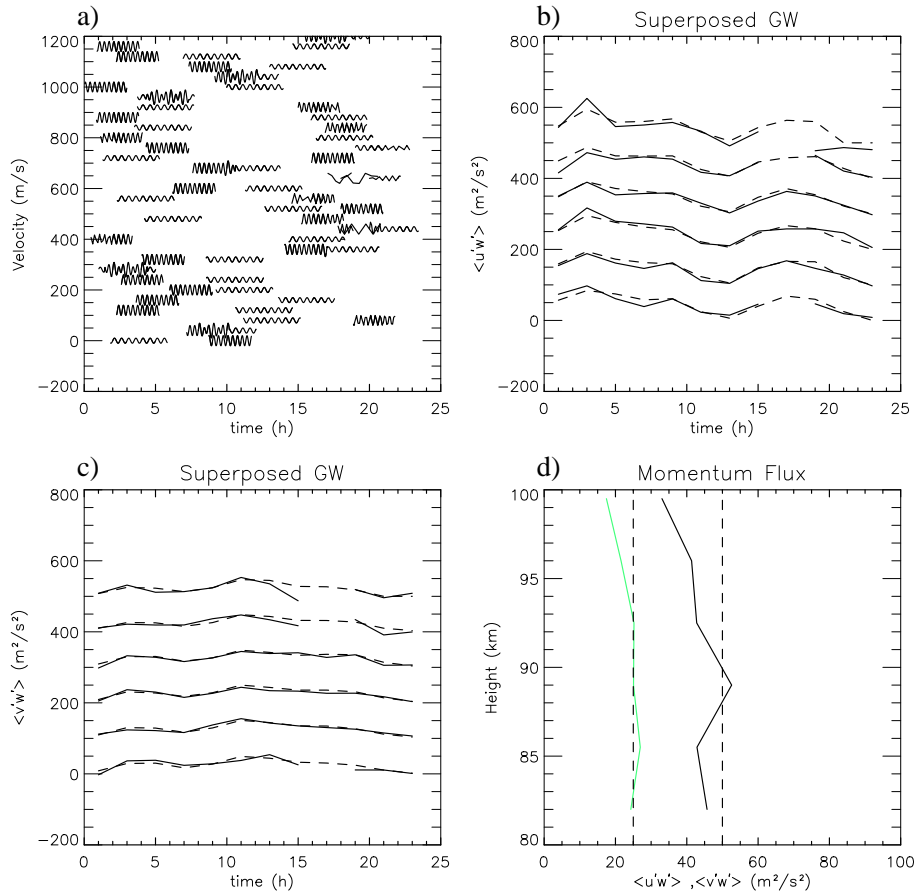 a)
1200
1000
800
600
400
200
0
−200
Velocity (m/s)
0 5 10 15 20 25
time (h)
b)
Superposed GW
800
600
400
200
0
−200
<u'w'> (m²/s²)
0 5 10 15 20 25
time (h)
c)
Superposed GW
800
600
400
200
0
−200
<v'w'> (m²/s²)
0 5 10 15 20 25
time (h)
d)
Momentum Flux
100
95
90
85
80
Height (km)
0 20 40 60 80 100
<u'w'> ,<v'w'> (m²/s²)